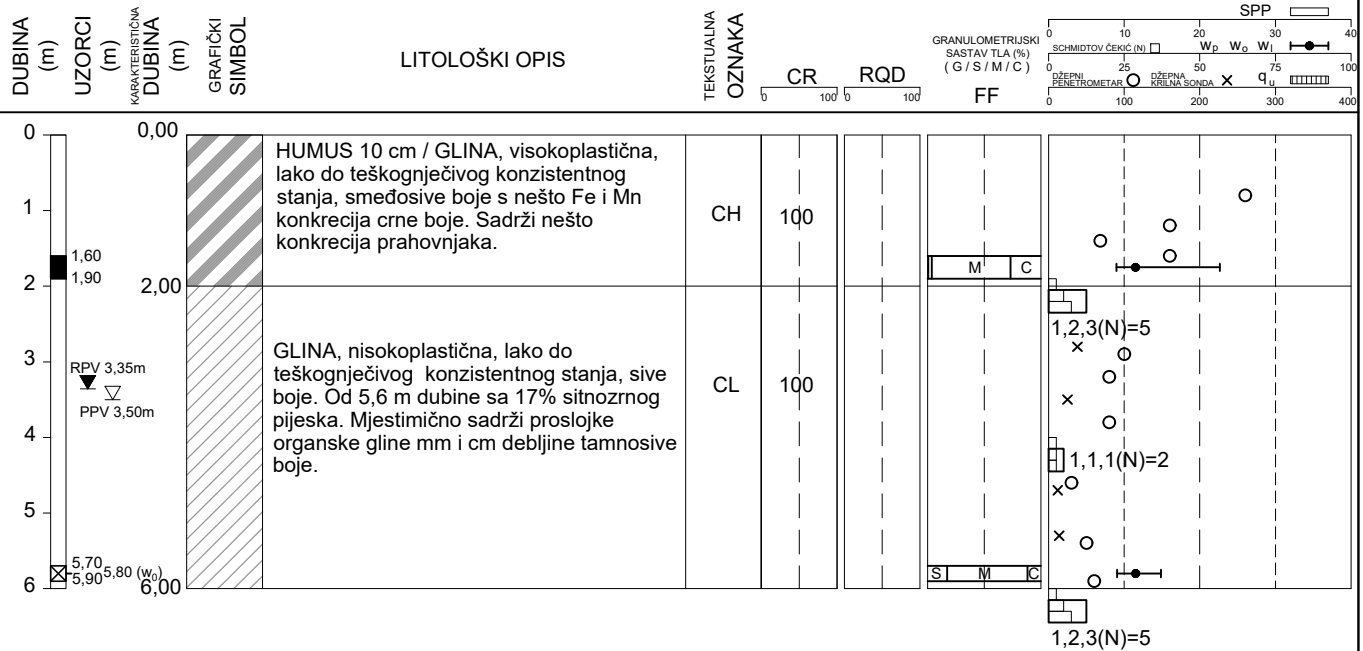 DUBINA
(m)
UZORCI
(m)
KARAKTERISTIČNA
DUBINA
(m)
GRAFIČKI
SIMBOL
LITOLOŠKI OPIS
TEKSTUALNA
OZNAKA
CR
0 100
RQD
0 100
GRANULOMETRIJSKI
SASTAV TLA (%)
( G / S / M / C )
FF
SPP
0 10 20 30 40
SCHMIDTOV ČEKIĆ (N) wp wo wl
0 25 50 75 100
DŽEPNI
PENETROMETAR
DŽEPNA
KRILNA SONDA
qu
0 100 200 300 400
0
1
2
3
4
5
6
1,60
1,90
RPV 3,35m
PPV 3,50m
5,70
5,90
5,80 (w0)
0,00
2,00
6,00
HUMUS 10 cm / GLINA, visokoplastična,
lako do teškognječivog konzistentnog
stanja, smeđosive boje s nešto Fe i Mn
konkrecija crne boje. Sadrži nešto
konkrecija prahovnjaka.
CH
100
M C
GLINA, nisokoplastična, lako do
teškognječivog konzistentnog stanja, sive
boje. Od 5,6 m dubine sa 17% sitnozrnog
pijeska. Mjestimično sadrži proslojke
organske gline mm i cm debljine tamnosive
boje.
CL
100
S M C
1,2,3(N)=5
1,1,1(N)=2
1,2,3(N)=5